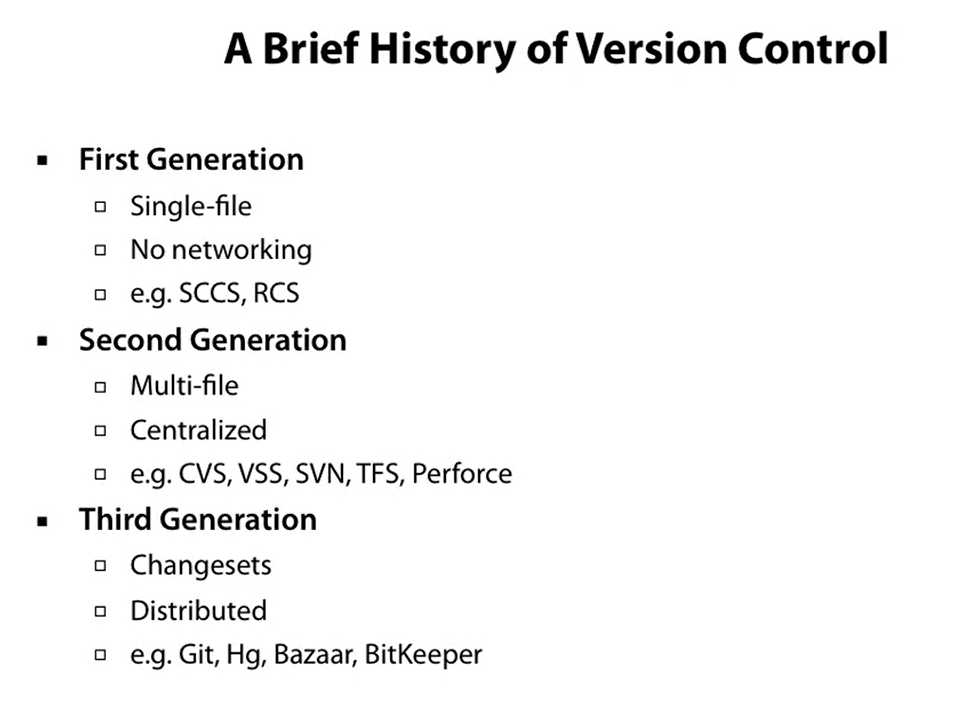 A Brief History of Version Control
First Generation
Single-file
No networking
e.g. SCCS, RCS
Second Generation
Multi-file
Centralized
e.g. CVS, VSS, SVN, TFS, Perforce
Third Generation
Changesets
Distributed
e.g. Git, Hg, Bazaar, BitKeeper